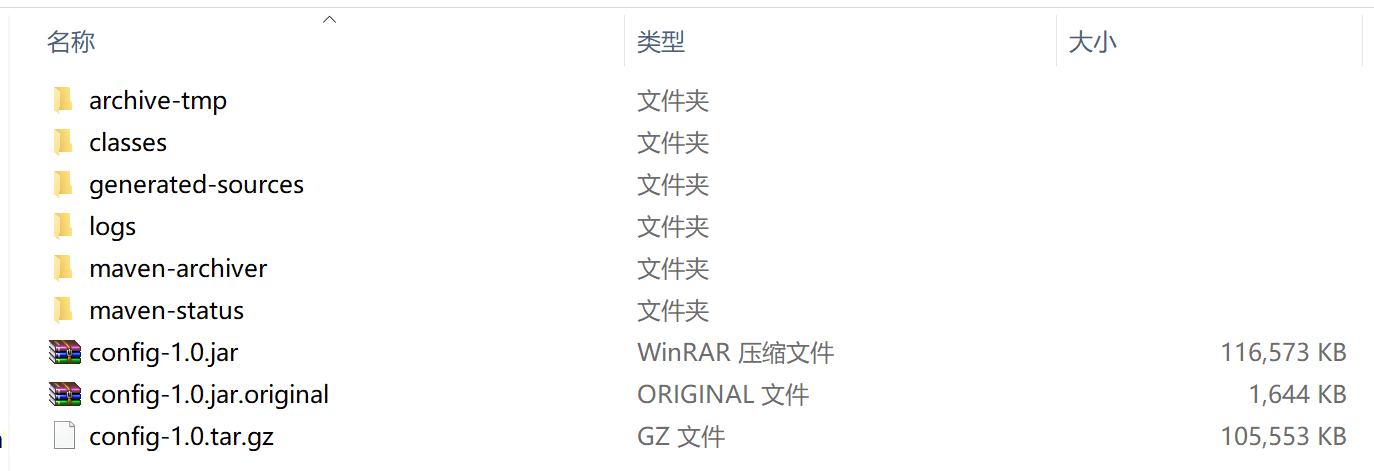 名称 类型 大小
archive-tmp 文件夹
classes 文件夹
generated-sources 文件夹
logs 文件夹
maven-archiver 文件夹
maven-status 文件夹
config-1.0.jar WinRAR 压缩文件 116,573 KB
config-1.0.jar.original ORIGINAL 文件 1,644 KB
config-1.0.tar.gz GZ 文件 105,553 KB